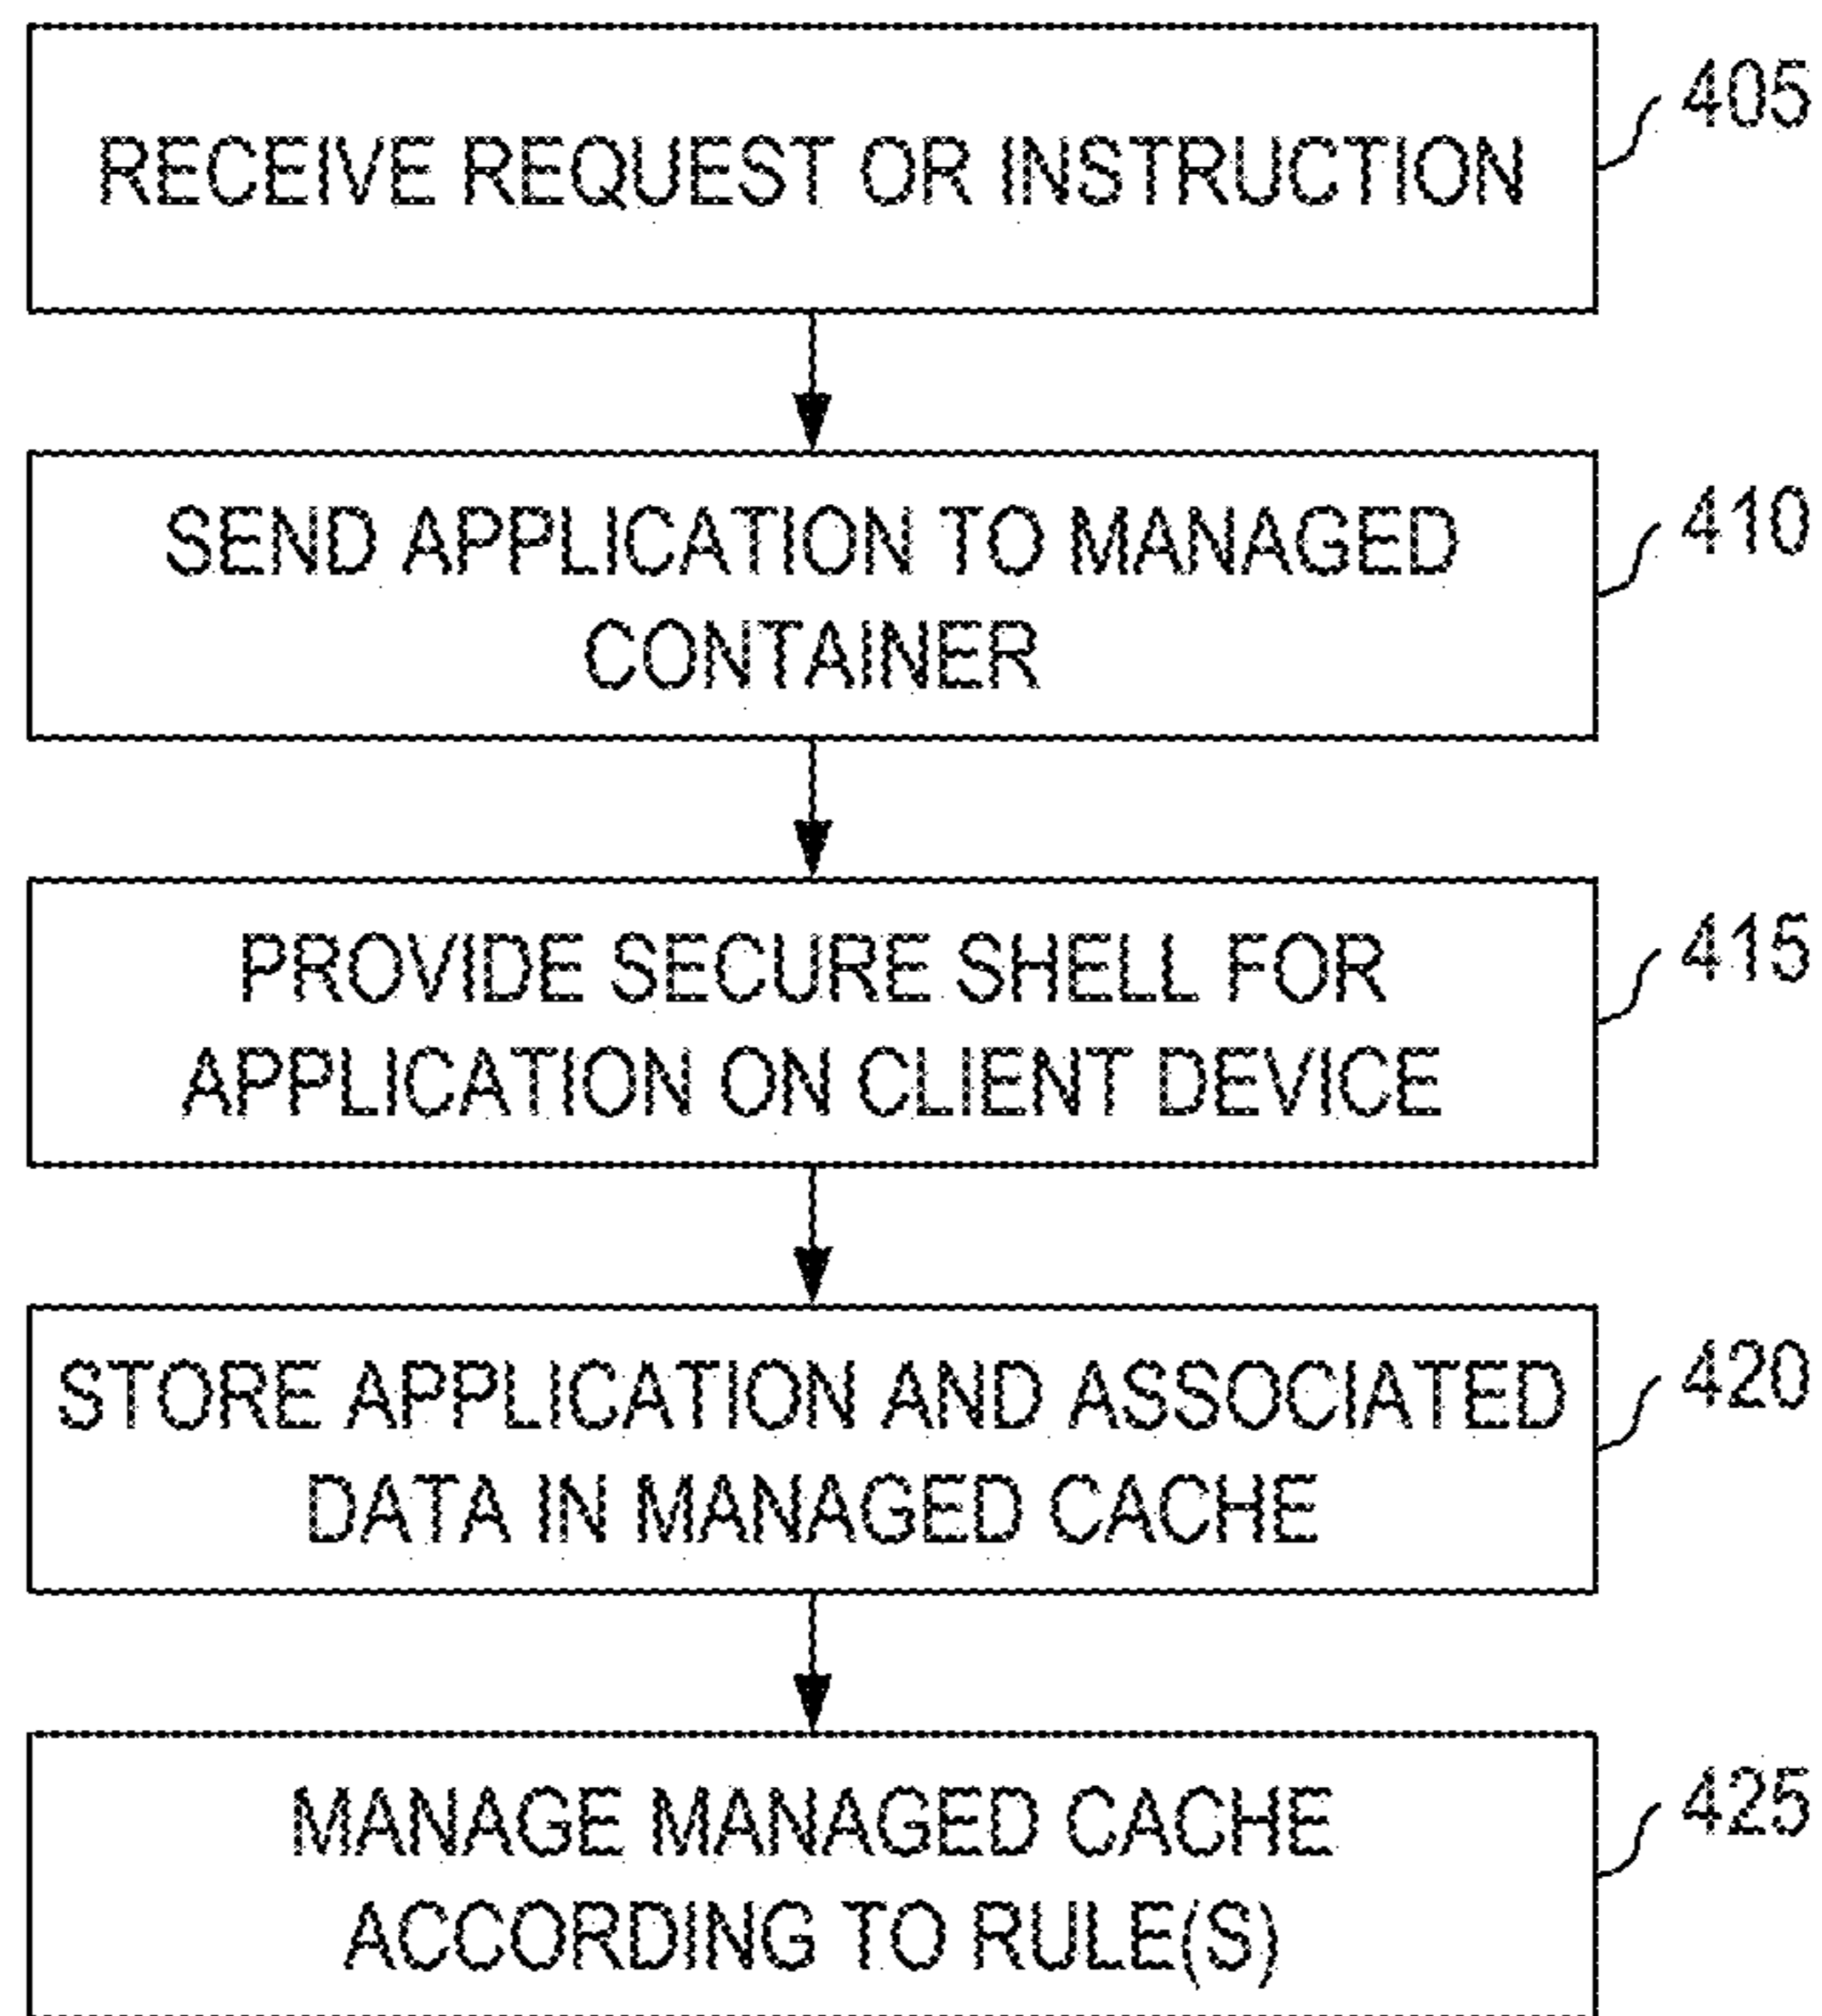 RECEIVE REQUEST OR INSTRUCTION
405
SEND APPLICATION TO MANAGED
CONTAINER
410
PROVIDE SECURE SHELL FOR
APPLICATION ON CLIENT DEVICE
415
STORE APPLICATION AND ASSOCIATED
DATA IN MANAGED CACHE
420
MANAGE MANAGED CACHE
ACCORDING TO RULE(S)
425